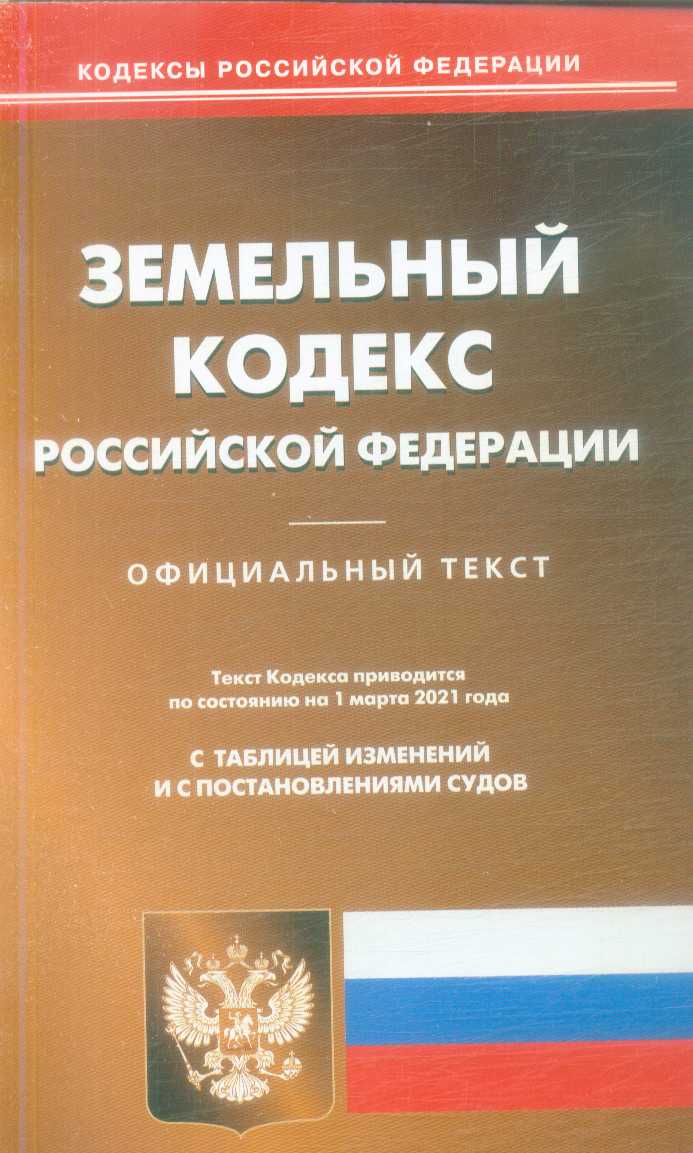 КОДЕКСЫ РОССИЙСКОЙ ФЕДЕРАЦИИ
ЗЕМЕЛЬНЫЙ
КОДЕКС
РОССИЙСКОЙ ФЕДЕРАЦИИ
ОФИЦИАЛЬНЫЙ ТЕКСТ
Текст Кодекса приводится
по состоянию на 1 марта 2021 года
С ТАБЛИЦЕЙ ИЗМЕНЕНИЙ
И С ПОСТАНОВЛЕНИЯМИ СУДОВ